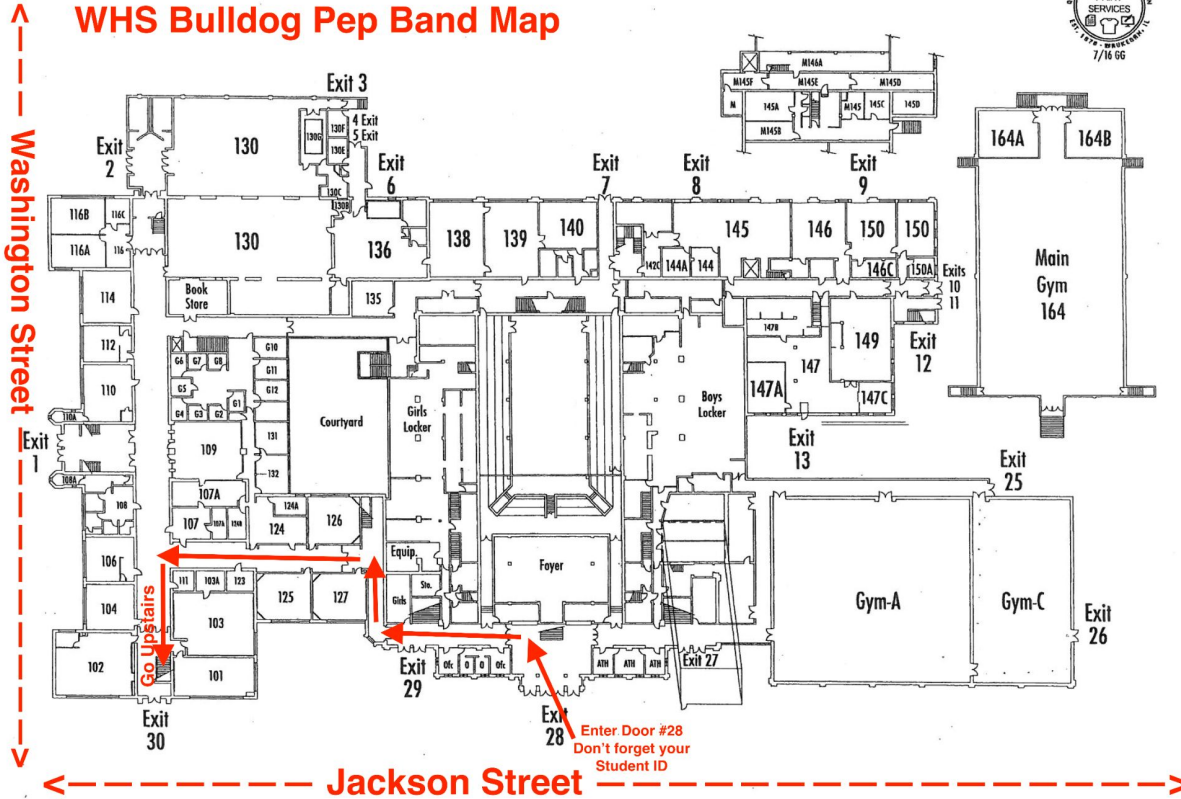 WHS Bulldog Pep Band Map
SERVICES
EST. 1870 - WAUKEGAN, IL
7/16 GG
Washington Street
Jackson Street
M146A
M145F
M145E
M145D
M
145A
M145
145C
145D
M145B
Exit 3
4 Exit
5 Exit
Exit
2
130
130G
130F
130E
130C
130B
Exit
6
Exit
7
Exit
8
Exit
9
164A
164B
Main
Gym
164
116B
116C
116A
116
130
136
138
139
140
142C
144A
144
145
146
146C
150
150
150A
Exits
10
11
Exit
12
114
Book
Store
135
112
110
110A
Exit
1
108A
108
G6
G7
G8
G5
G4
G3
G2
G1
G10
G11
G12
131
132
109
107A
107
107A
124B
124A
124
126
Courtyard
Girls
Locker
Boys
Locker
147B
147
149
147A
147C
Exit
13
Exit
25
106
104
102
111
103A
123
103
101
125
127
Equip.
Girls
Sto.
Foyer
Gym-A
Gym-C
Exit
26
Go Upstairs
Exit
30
Exit
29
Ofc
O
O
Ofc
ATH
ATH
ATH
Exit 27
Exit
28
Enter Door #28
Don't forget your
Student ID